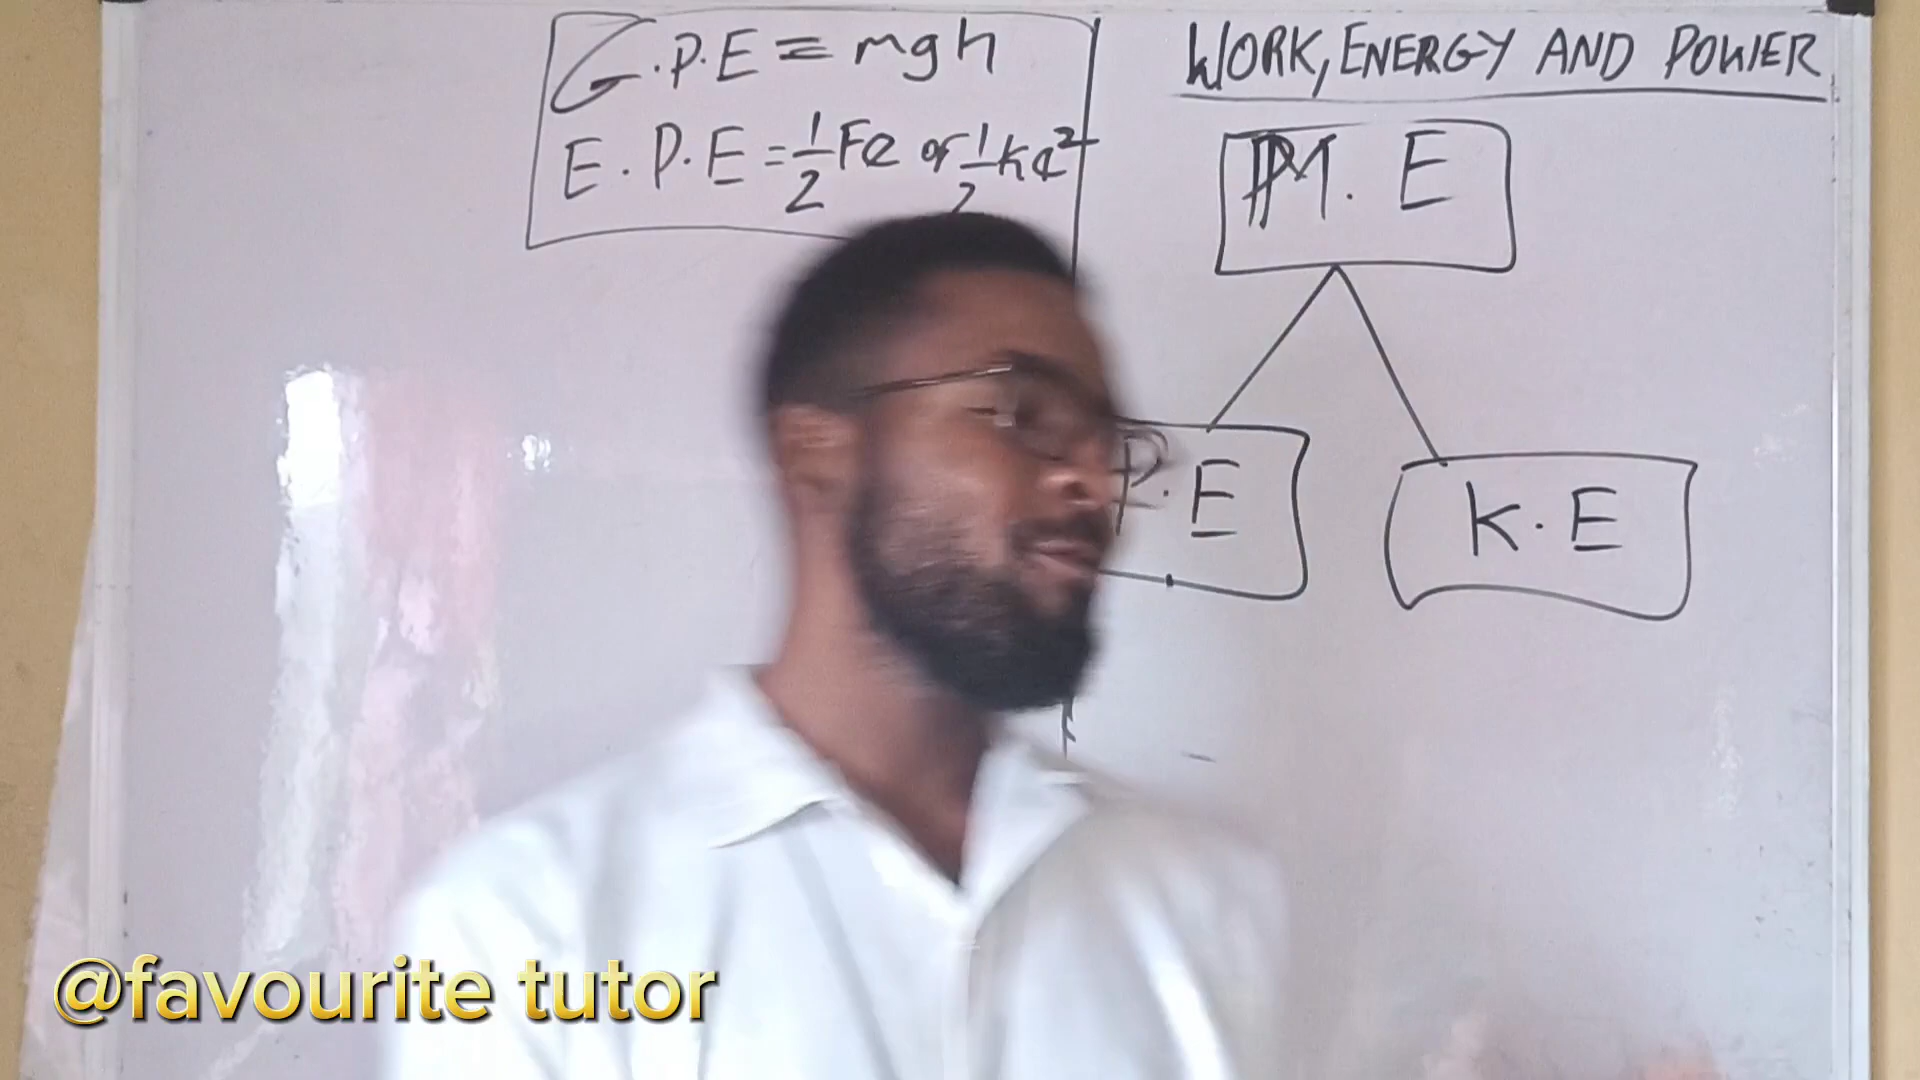 G.P.E = mgh
E.P.E = 1/2 Fe or 1/2 ke²
WORK, ENERGY AND POWER
M.E
P.E
K.E
@favourite tutor